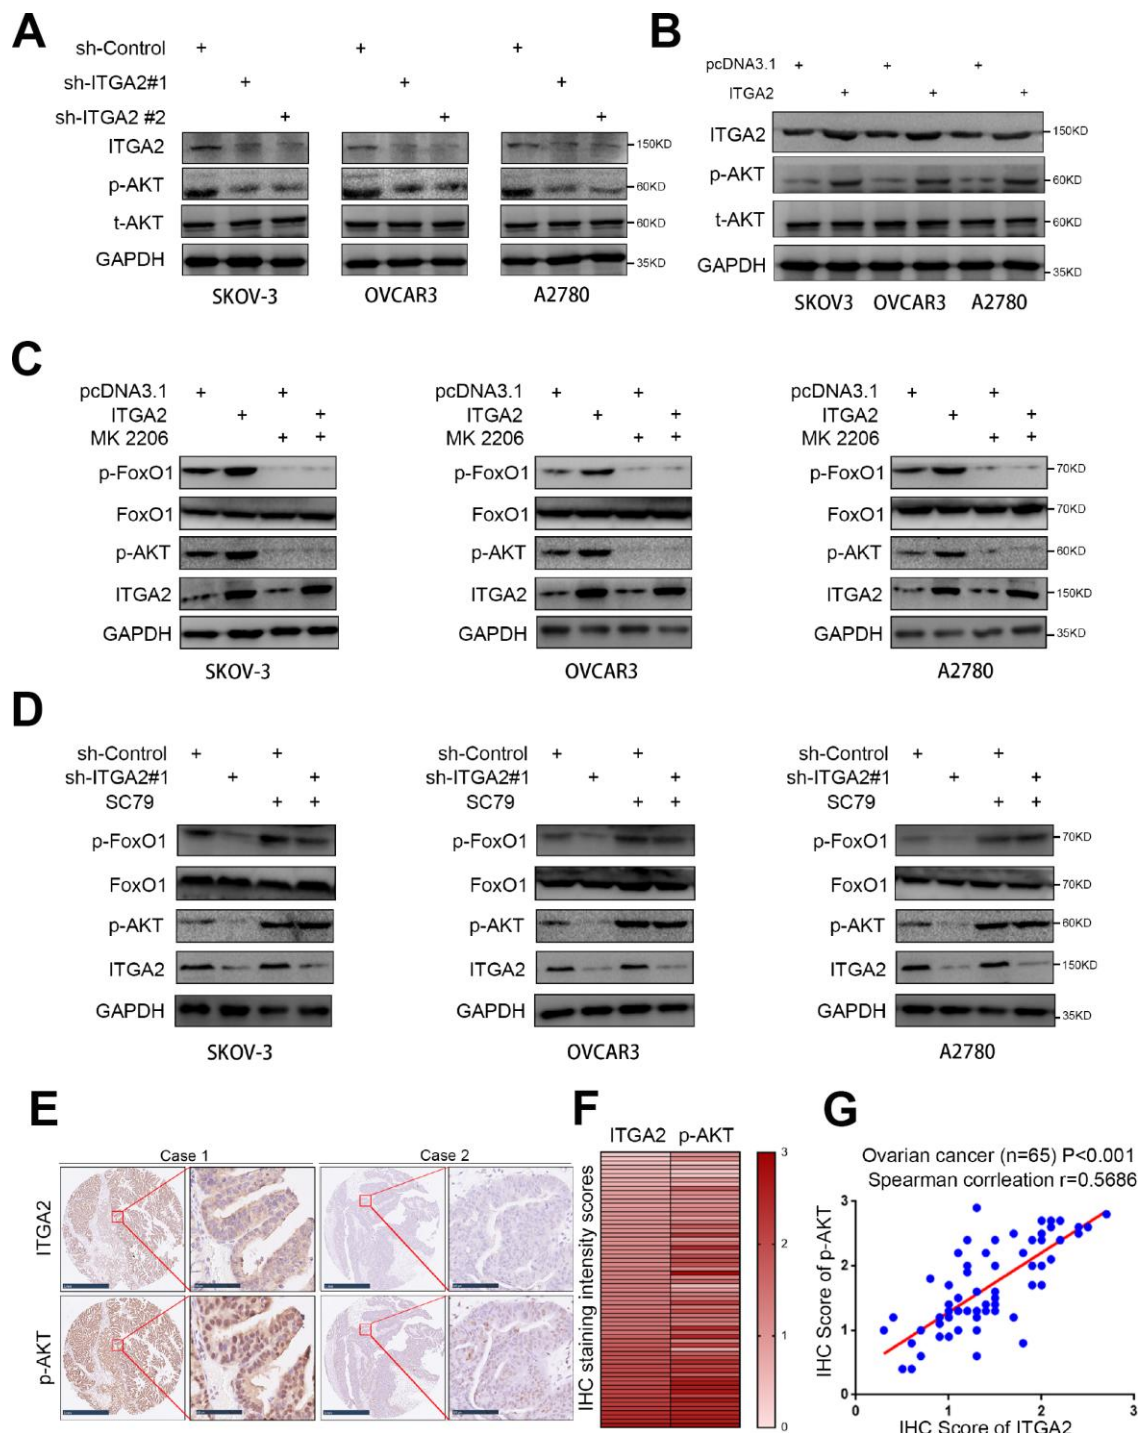 A
sh-Control + + +
sh-ITGA2#1 + + +
sh-ITGA2 #2 + + +
ITGA2 150KD
p-AKT 60KD
t-AKT 60KD
GAPDH 35KD
SKOV-3 OVCAR3 A2780
B
pcDNA3.1 + + +
ITGA2 + + +
ITGA2 150KD
p-AKT 60KD
t-AKT 60KD
GAPDH 35KD
SKOV3 OVCAR3 A2780
C
pcDNA3.1 + + pcDNA3.1 + + pcDNA3.1 + +
ITGA2 + + ITGA2 + + ITGA2 + +
MK 2206 + + MK 2206 + + MK 2206 + +
p-FoxO1 p-FoxO1 p-FoxO1 70KD
FoxO1 FoxO1 FoxO1 70KD
p-AKT p-AKT p-AKT 60KD
ITGA2 ITGA2 ITGA2 150KD
GAPDH GAPDH GAPDH 35KD
SKOV-3 OVCAR3 A2780
D
sh-Control + + sh-Control + + sh-Control + +
sh-ITGA2#1 + + sh-ITGA2#1 + + sh-ITGA2#1 + +
SC79 + + SC79 + + SC79 + +
p-FoxO1 p-FoxO1 p-FoxO1 70KD
FoxO1 FoxO1 FoxO1 70KD
p-AKT p-AKT p-AKT 60KD
ITGA2 ITGA2 ITGA2 150KD
GAPDH GAPDH GAPDH 35KD
SKOV-3 OVCAR3 A2780
E
Case 1 Case 2
ITGA2
p-AKT
F
ITGA2 p-AKT
IHC staining intensity scores
3
2
1
0
G
Ovarian cancer (n=65) P<0.001
Spearman corrleation r=0.5686
IHC Score of p-AKT
3
2
1
0
0 1 2 3
IHC Score of ITGA2